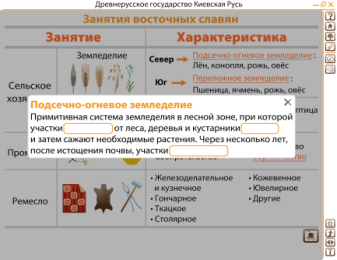 Древнерусское государство Киевская Русь
Занятия восточных славян
Занятие
Характеристика
Земледелие
Север → Подсечно-огневое земледелие :
Лён, конопля, рожь, овёс
Юг → Переложное земледелие :
Пшеница, ячмень, рожь, овёс
Сельское
хозя
Подсечно-огневое земледелие
Примитивная система земледелия в лесной зоне, при которой
участки от леса, деревья и кустарники
и затем сажают необходимые растения. Через несколько лет,
после истощения почвы, участки
птица
Про
Ремесло
• Железоделательное
и кузнечное
• Гончарное
• Ткацкое
• Столярное
• Кожевенное
• Ювелирное
• Другие